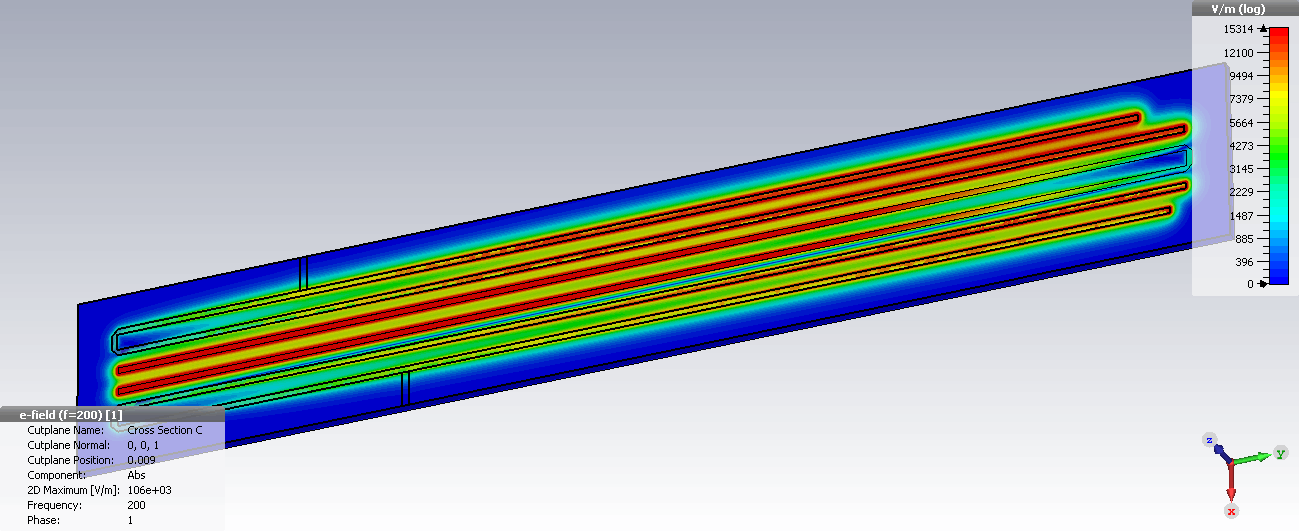 V/m (log)
15314
12100
9494
7379
5664
4273
3145
2229
1487
885
396
0
e-field (f=200) [1]
Cutplane Name: Cross Section C
Cutplane Normal: 0, 0, 1
Cutplane Position: 0.009
Component: Abs
2D Maximum [V/m]: 106e+03
Frequency: 200
Phase: 1
z
y
x